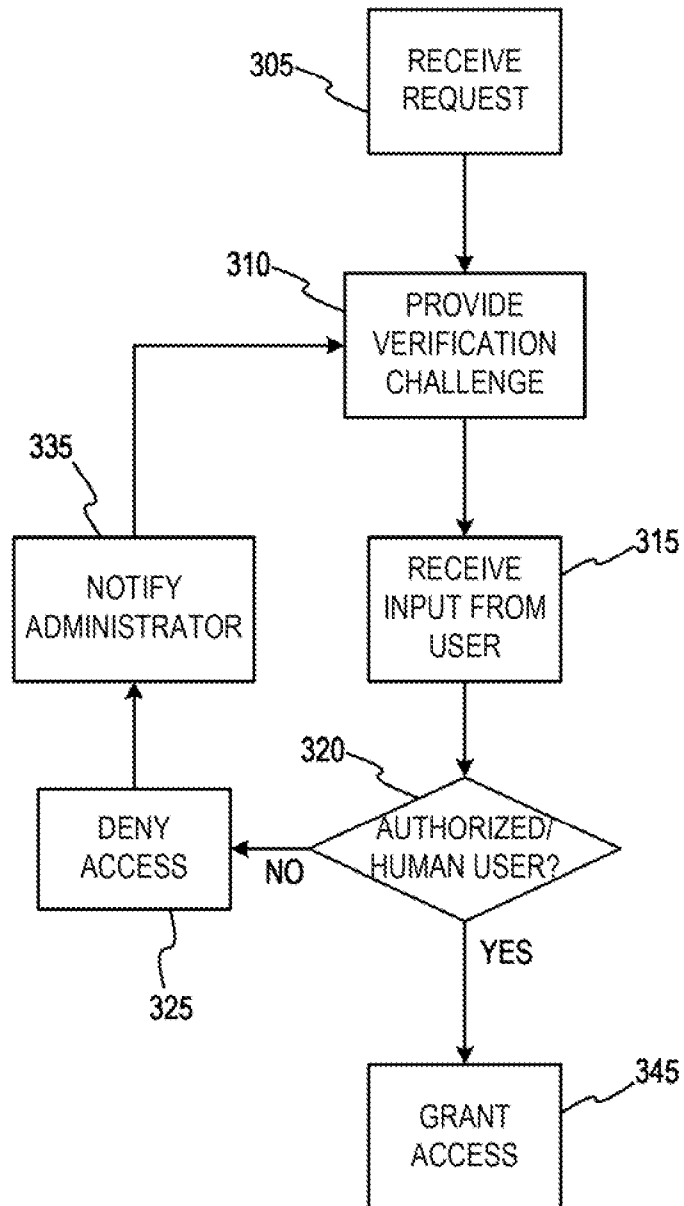 305
RECEIVE
REQUEST
310
PROVIDE
VERIFICATION
CHALLENGE
335
NOTIFY
ADMINISTRATOR
315
RECEIVE
INPUT FROM
USER
320
AUTHORIZED/
HUMAN USER?
DENY
ACCESS
NO
325
YES
345
GRANT
ACCESS